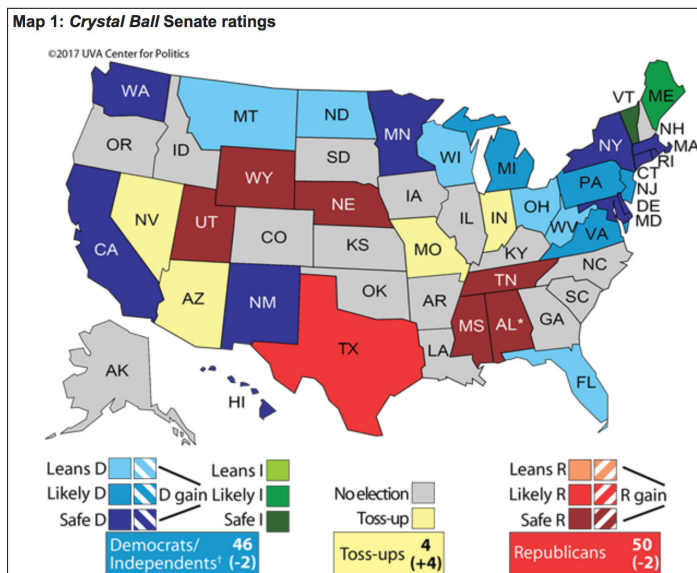 Map 1: Crystal Ball Senate ratings
©2017 UVA Center for Politics
WA
MT
ND
MN
VT
ME
OR
ID
SD
WI
MI
NY
NH
MA
RI
CT
NJ
DE
MD
WY
IA
PA
NV
UT
NE
IL
IN
OH
WV
VA
CA
CO
KS
MO
KY
NC
AZ
NM
OK
AR
TN
SC
TX
LA
MS
AL*
GA
AK
HI
FL
Leans D
Likely D
Safe D
D gain
Leans I
Likely I
Safe I
No election
Toss-up
Leans R
Likely R
Safe R
R gain
Democrats/ 46
Independents† (-2)
Toss-ups 4
(+4)
Republicans 50
(-2)